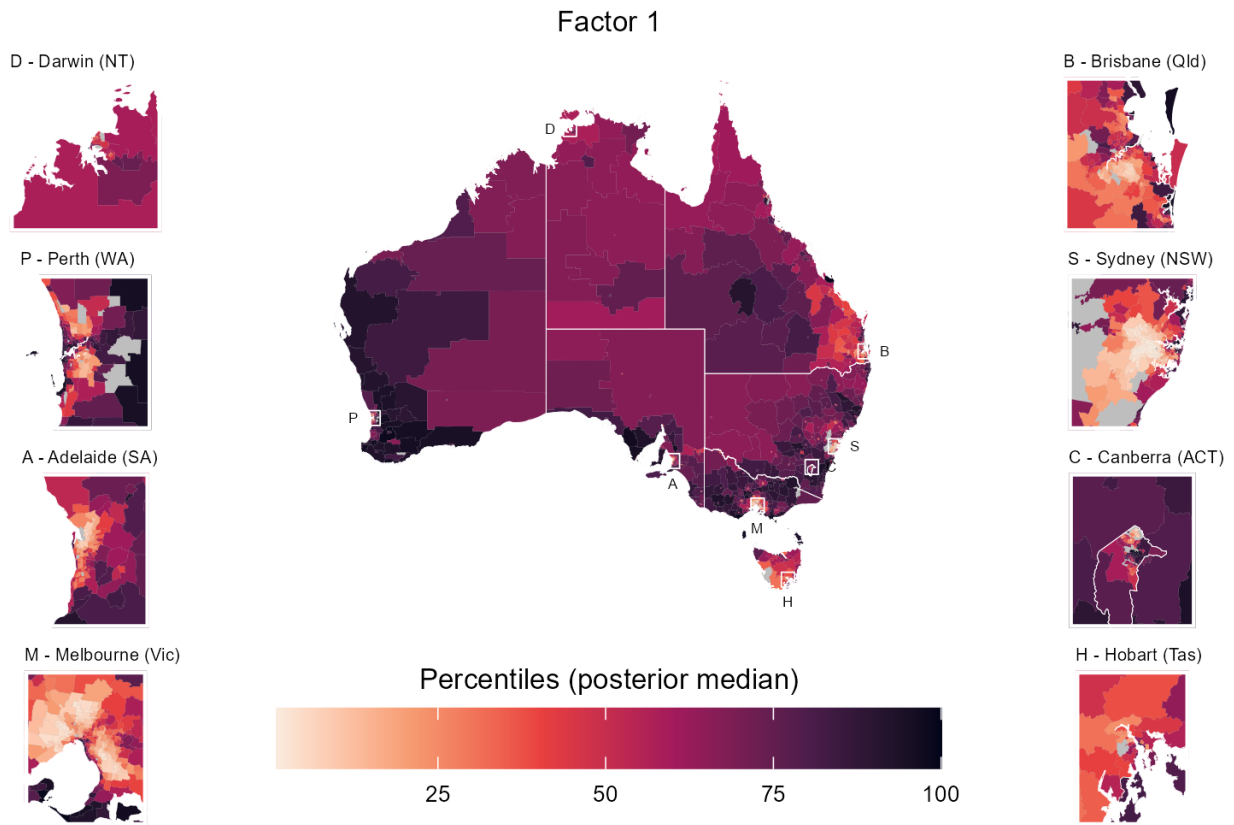 Factor 1
D - Darwin (NT)
B - Brisbane (Qld)
D
P - Perth (WA)
S - Sydney (NSW)
B
P
S
A - Adelaide (SA)
C - Canberra (ACT)
C
A
M
H
M - Melbourne (Vic)
H - Hobart (Tas)
Percentiles (posterior median)
25
50
75
100